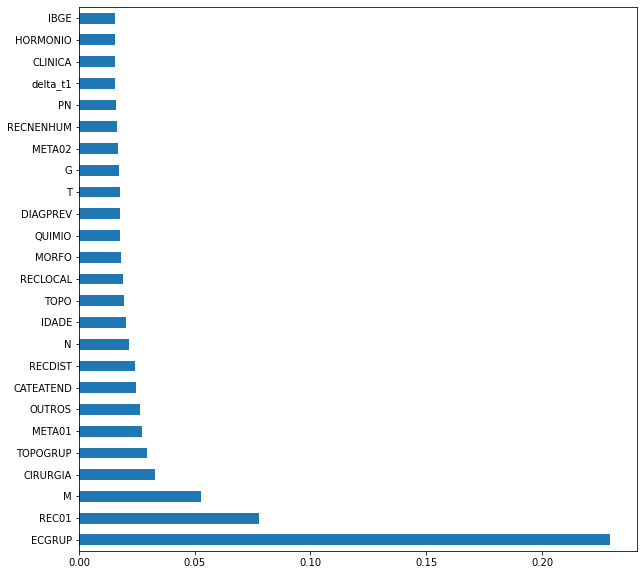 IBGE
HORMONIO
CLINICA
delta_t1
PN
RECNENHUM
META02
G
T
DIAGPREV
QUIMIO
MORFO
RECLOCAL
TOPO
IDADE
N
RECDIST
CATEATEND
OUTROS
META01
TOPOGRUP
CIRURGIA
M
REC01
ECGRUP
0.00 0.05 0.10 0.15 0.20